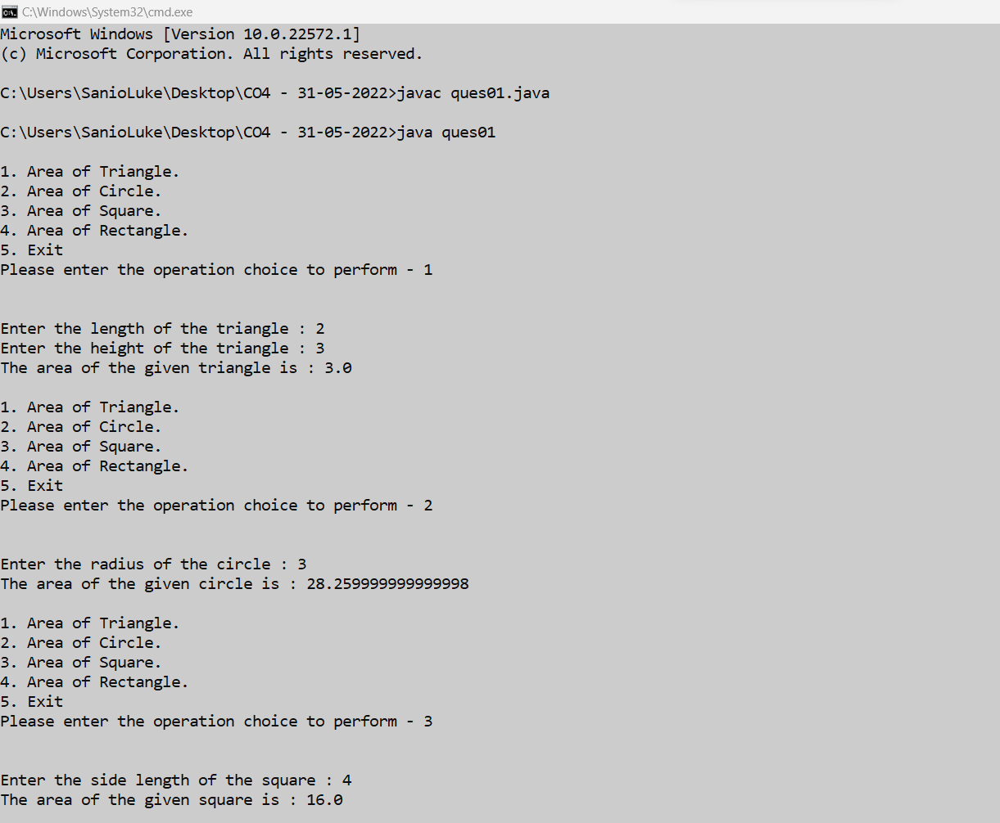 C:\Windows\System32\cmd.exe
Microsoft Windows [Version 10.0.22572.1]
(c) Microsoft Corporation. All rights reserved.
C:\Users\SanioLuke\Desktop\CO4 - 31-05-2022>javac ques01.java
C:\Users\SanioLuke\Desktop\CO4 - 31-05-2022>java ques01
1. Area of Triangle.
2. Area of Circle.
3. Area of Square.
4. Area of Rectangle.
5. Exit
Please enter the operation choice to perform - 1
Enter the length of the triangle : 2
Enter the height of the triangle : 3
The area of the given triangle is : 3.0
1. Area of Triangle.
2. Area of Circle.
3. Area of Square.
4. Area of Rectangle.
5. Exit
Please enter the operation choice to perform - 2
Enter the radius of the circle : 3
The area of the given circle is : 28.259999999999998
1. Area of Triangle.
2. Area of Circle.
3. Area of Square.
4. Area of Rectangle.
5. Exit
Please enter the operation choice to perform - 3
Enter the side length of the square : 4
The area of the given square is : 16.0